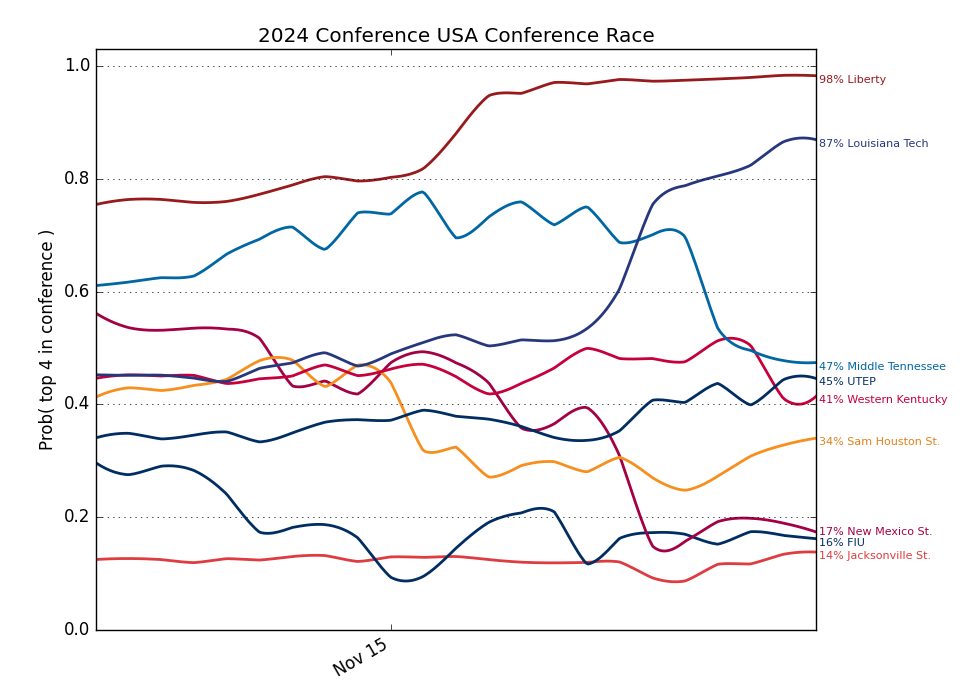 2024 Conference USA Conference Race
1.0
0.8
0.6
0.4
0.2
0.0
Prob( top 4 in conference )
Nov 15
98% Liberty
87% Louisiana Tech
47% Middle Tennessee
45% UTEP
41% Western Kentucky
34% Sam Houston St.
17% New Mexico St.
16% FIU
14% Jacksonville St.